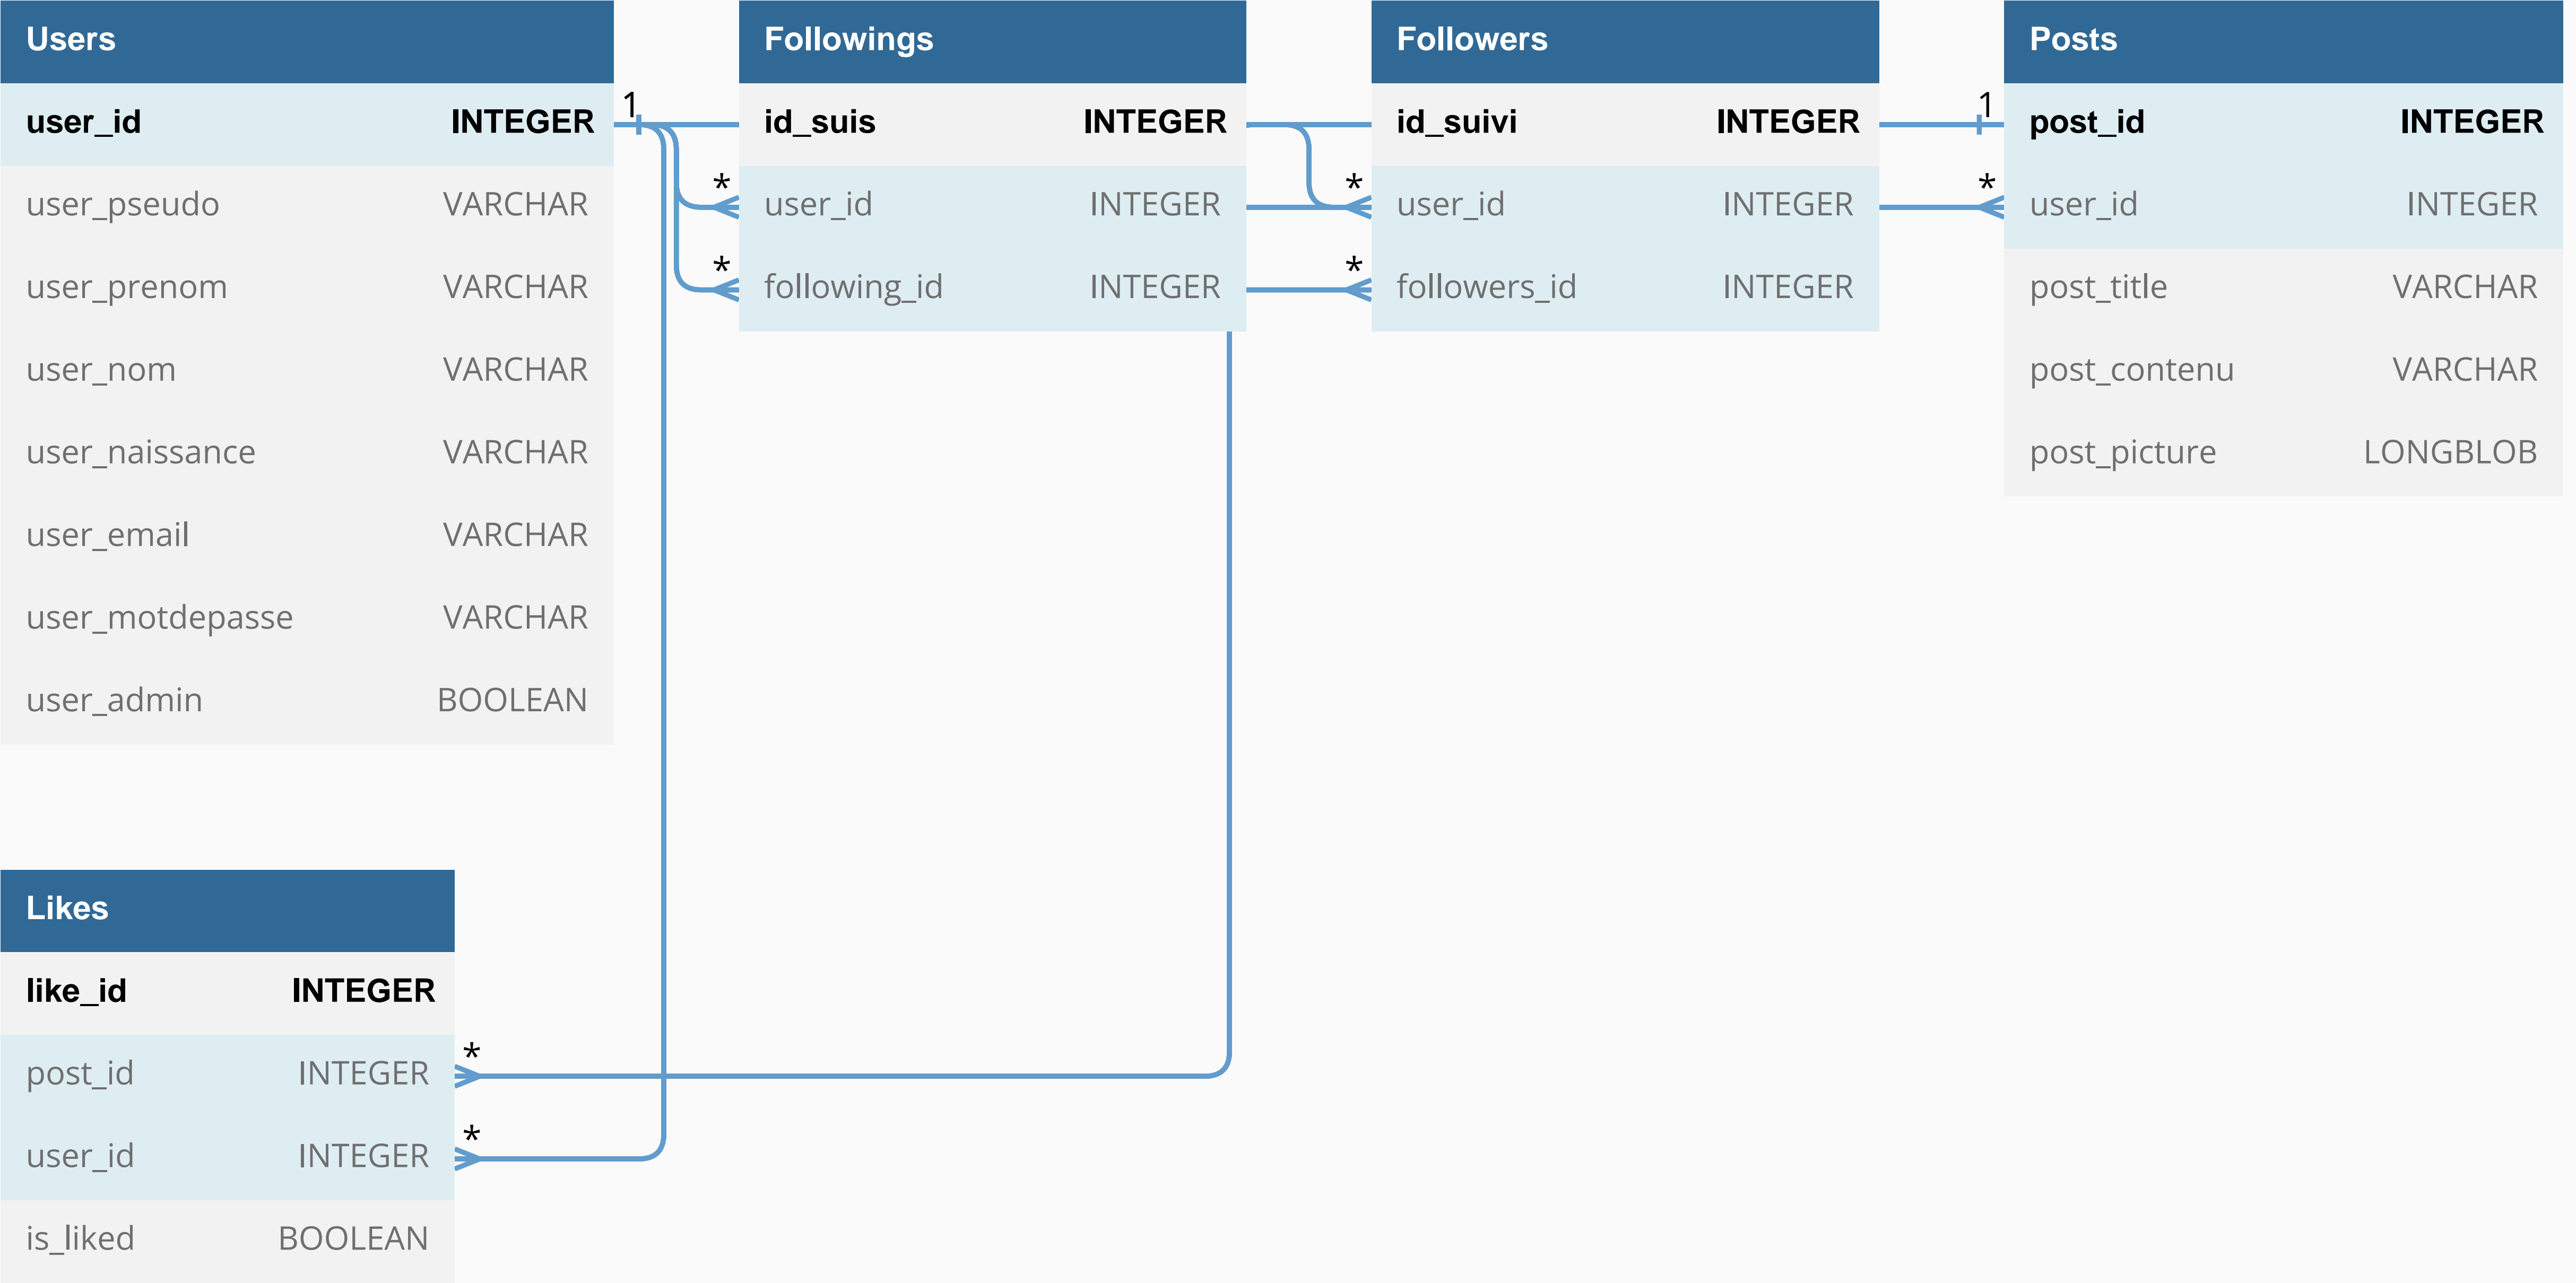 Users
user_id INTEGER
user_pseudo VARCHAR
user_prenom VARCHAR
user_nom VARCHAR
user_naissance VARCHAR
user_email VARCHAR
user_motdepasse VARCHAR
user_admin BOOLEAN
1
Followings
id_suis INTEGER
* user_id INTEGER
* following_id INTEGER
Followers
id_suivi INTEGER
* user_id INTEGER
* followers_id INTEGER
Posts
1 post_id INTEGER
* user_id INTEGER
post_title VARCHAR
post_contenu VARCHAR
post_picture LONGBLOB
Likes
like_id INTEGER
post_id INTEGER *
user_id INTEGER *
is_liked BOOLEAN